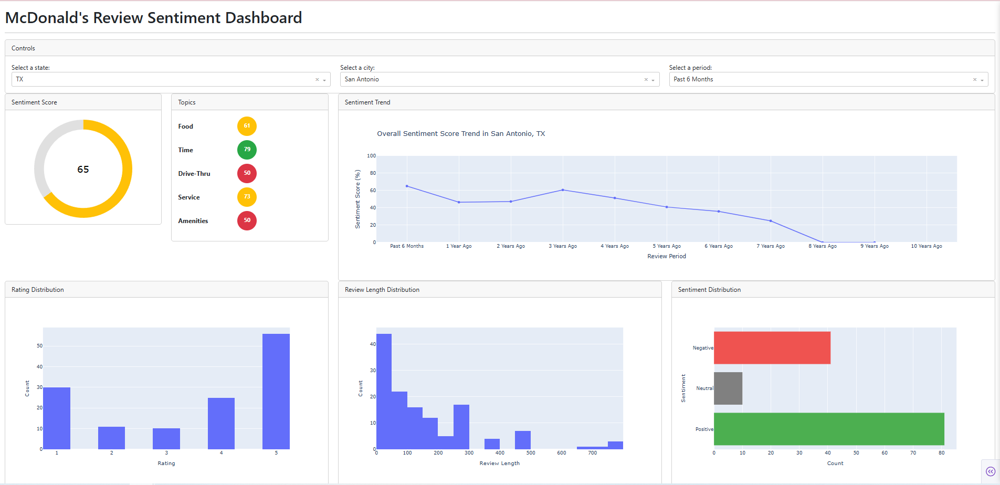 McDonald's Review Sentiment Dashboard
Controls
Select a state:
TX
× 
Select a city:
San Antonio
×
Select a period:
Past 6 Months
×
Sentiment Score
65
Topics
Food 61
Time 79
Drive-Thru 50
Service 73
Amenities 50
Sentiment Trend
Overall Sentiment Score Trend in San Antonio, TX
Sentiment Score (%)
100
80
60
40
20
0
Past 6 Months 1 Year Ago 2 Years Ago 3 Years Ago 4 Years Ago 5 Years Ago 6 Years Ago 7 Years Ago 8 Years Ago 9 Years Ago 10 Years Ago
Review Period
Rating Distribution
Count
50
40
30
20
10
0
1 2 3 4 5
Rating
Review Length Distribution
Count
40
30
20
10
0
0 100 200 300 400 500 600 700
Review Length
Sentiment Distribution
Sentiment
Negative
Neutral
Positive
0 10 20 30 40 50 60 70 80
Count